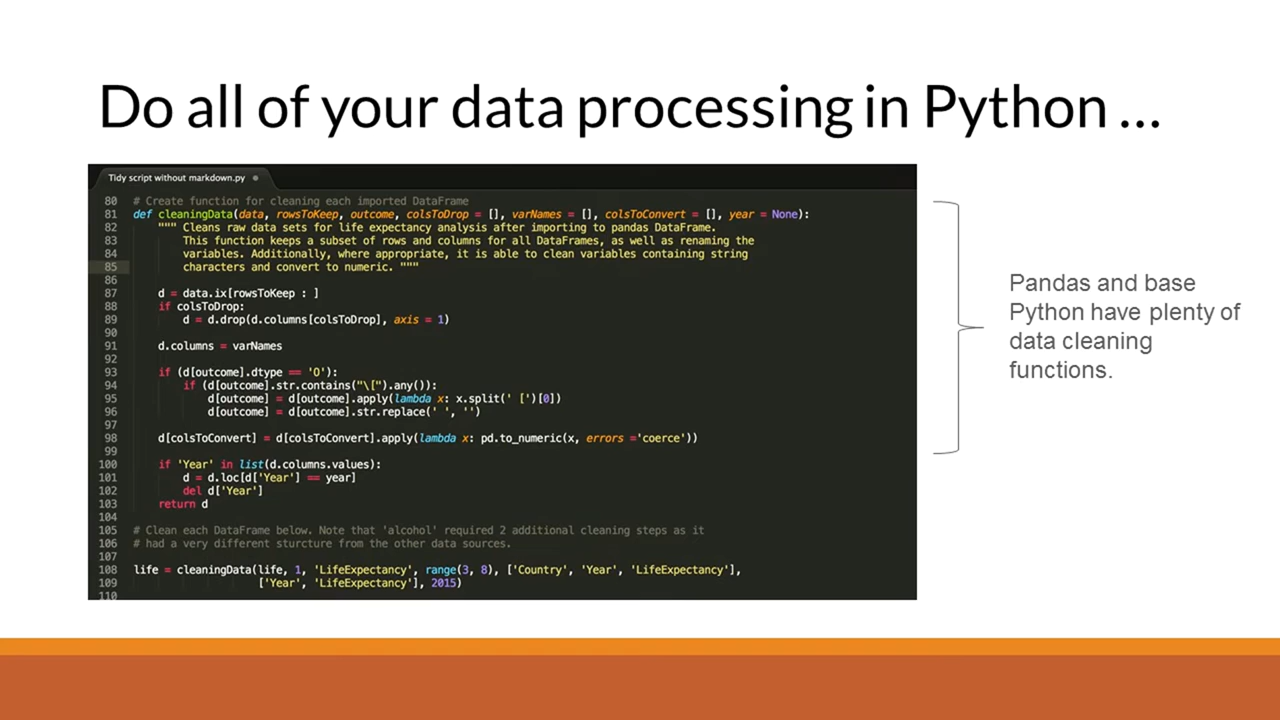 Do all of your data processing in Python ...
Tidy script without markdown.py
80 # Create function for cleaning each imported DataFrame
81 def cleaningData(data, rowsToKeep, outcome, colsToDrop = [], varNames = [], colsToConvert = [], year = None):
82 """ Cleans raw data sets for life expectancy analysis after importing to pandas DataFrame.
83 This function keeps a subset of rows and columns for all DataFrames, as well as renaming the
84 variables. Additionally, where appropriate, it is able to clean variables containing string
85 characters and convert to numeric. """
86
87 d = data.ix[rowsToKeep : ]
88 if colsToDrop:
89 d = d.drop(d.columns[colsToDrop], axis = 1)
90
91 d.columns = varNames
92
93 if (d[outcome].dtype == 'O'):
94 if (d[outcome].str.contains("\[").any()):
95 d[outcome] = d[outcome].apply(lambda x: x.split(' [')[0])
96 d[outcome] = d[outcome].str.replace(' ', '')
97
98 d[colsToConvert] = d[colsToConvert].apply(lambda x: pd.to_numeric(x, errors ='coerce'))
99
100 if 'Year' in list(d.columns.values):
101 d = d.loc[d['Year'] == year]
102 del d['Year']
103 return d
104
105 # Clean each DataFrame below. Note that 'alcohol' required 2 additional cleaning steps as it
106 # had a very different sturcture from the other data sources.
107
108 life = cleaningData(life, 1, 'LifeExpectancy', range(3, 8), ['Country', 'Year', 'LifeExpectancy'],
109 ['Year', 'LifeExpectancy'], 2015)
110
Pandas and base
Python have plenty of
data cleaning
functions.